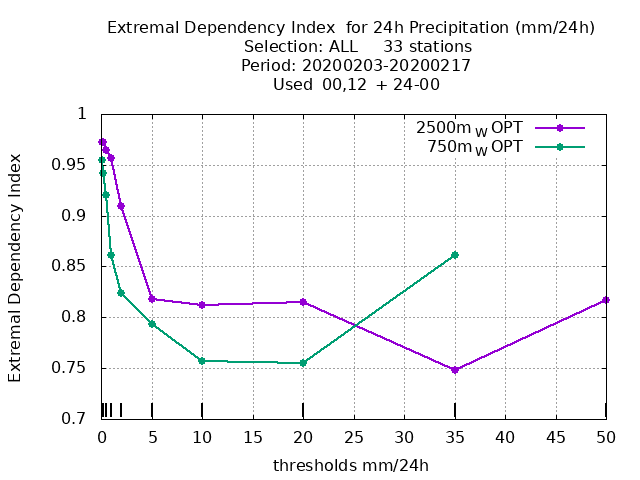 Extremal Dependency Index  for 24h Precipitation (mm/24h)
Selection: ALL     33 stations
Period: 20200203-20200217
Used  00,12  + 24-00
2500m W OPT
750m W OPT
Extremal Dependency Index
1
0.95
0.9
0.85
0.8
0.75
0.7
0 5 10 15 20 25 30 35 40 45 50
thresholds mm/24h